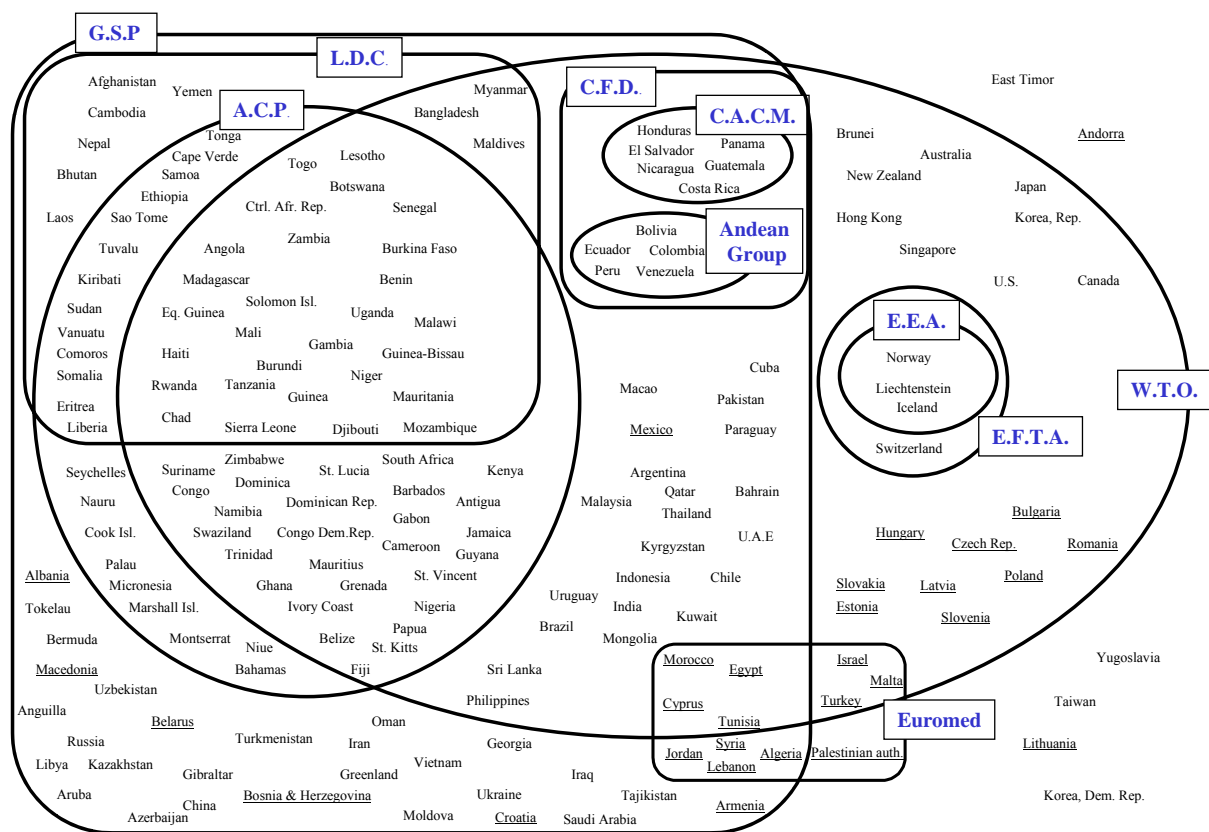 G.S.P
L.D.C.
A.C.P.
C.F.D.
C.A.C.M.
Andean
Group
E.E.A.
E.F.T.A.
W.T.O.
Euromed
Afghanistan
Yemen
Cambodia
Nepal
Bhutan
Laos
Myanmar
Bangladesh
Maldives
Tonga
Cape Verde
Samoa
Ethiopia
Sao Tome
Tuvalu
Kiribati
Sudan
Vanuatu
Comoros
Somalia
Eritrea
Liberia
Togo
Lesotho
Botswana
Ctrl. Afr. Rep.
Senegal
Zambia
Angola
Burkina Faso
Madagascar
Benin
Solomon Isl.
Eq. Guinea
Uganda
Malawi
Mali
Gambia
Haiti
Guinea-Bissau
Burundi
Rwanda
Tanzania
Niger
Guinea
Mauritania
Chad
Sierra Leone
Djibouti
Mozambique
Honduras
Panama
El Salvador
Nicaragua
Guatemala
Costa Rica
Bolivia
Ecuador
Colombia
Peru
Venezuela
East Timor
Brunei
Andorra
Australia
New Zealand
Japan
Hong Kong
Korea, Rep.
Singapore
U.S.
Canada
Norway
Liechtenstein
Iceland
Switzerland
Cuba
Macao
Pakistan
Mexico
Paraguay
Argentina
Qatar
Bahrain
Malaysia
Thailand
U.A.E
Kyrgyzstan
Indonesia
Chile
Uruguay
India
Kuwait
Brazil
Mongolia
Sri Lanka
Philippines
Seychelles
Nauru
Cook Isl.
Palau
Micronesia
Marshall Isl.
Montserrat
Niue
Bahamas
Suriname
Zimbabwe
St. Lucia
South Africa
Kenya
Congo
Dominica
Barbados
Namibia
Dominican Rep.
Antigua
Gabon
Swaziland
Congo Dem.Rep.
Jamaica
Cameroon
Trinidad
Guyana
Mauritius
St. Vincent
Ghana
Grenada
Ivory Coast
Nigeria
Belize
Papua
St. Kitts
Fiji
Albania
Tokelau
Bermuda
Macedonia
Uzbekistan
Anguilla
Belarus
Russia
Turkmenistan
Oman
Iran
Georgia
Libya
Kazakhstan
Gibraltar
Greenland
Vietnam
Iraq
Aruba
China
Bosnia & Herzegovina
Ukraine
Tajikistan
Azerbaijan
Moldova
Croatia
Saudi Arabia
Armenia
Bulgaria
Hungary
Czech Rep.
Romania
Slovakia
Latvia
Poland
Estonia
Slovenia
Morocco
Egypt
Israel
Malta
Cyprus
Turkey
Tunisia
Jordan
Syria
Algeria
Palestinian auth.
Lebanon
Yugoslavia
Taiwan
Lithuania
Korea, Dem. Rep.